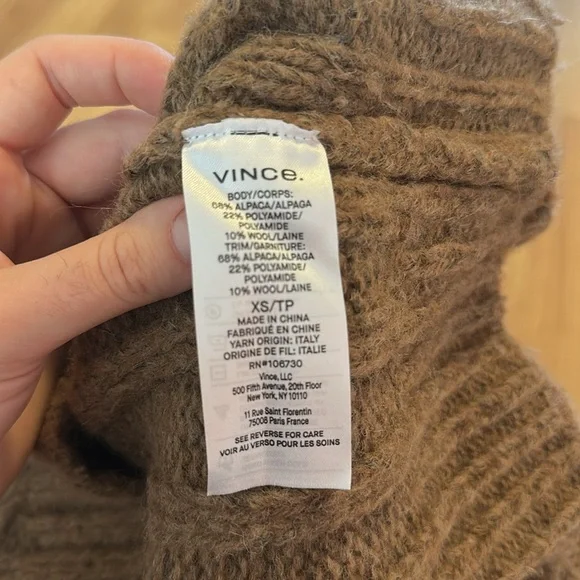 VINCE.
BODY/CORPS:
68% ALPACA/ALPAGA
22% POLYAMIDE/
POLYAMIDE
10% WOOL/LAINE
TRIM/GARNITURE:
68% ALPACA/ALPAGA
22% POLYAMIDE/
POLYAMIDE
10% WOOL/LAINE
XS/TP
MADE IN CHINA
FABRIQUÉ EN CHINE
YARN ORIGIN: ITALY
ORIGINE DE FIL: ITALIE
RN#106730
Vince, LLC
500 Fifth Avenue, 20th Floor
New York, NY 10110
11 Rue Saint Florentin
75008 Paris France
SEE REVERSE FOR CARE
VOIR AU VERSO POUR LES SOINS